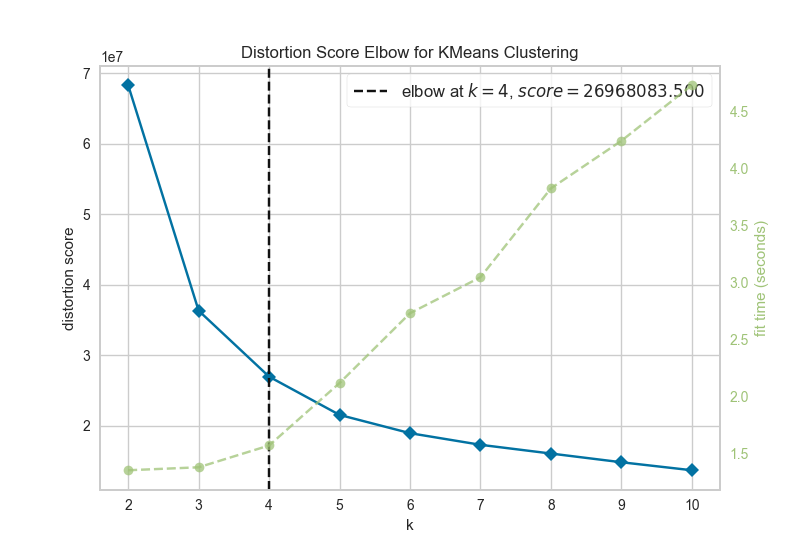 Distortion Score Elbow for KMeans Clustering
1e7
elbow at k = 4, score = 26968083.500
7
6
5
4
3
2
distortion score
4.5
4.0
3.5
3.0
2.5
2.0
1.5
fit time (seconds)
2 3 4 5 6 7 8 9 10
k